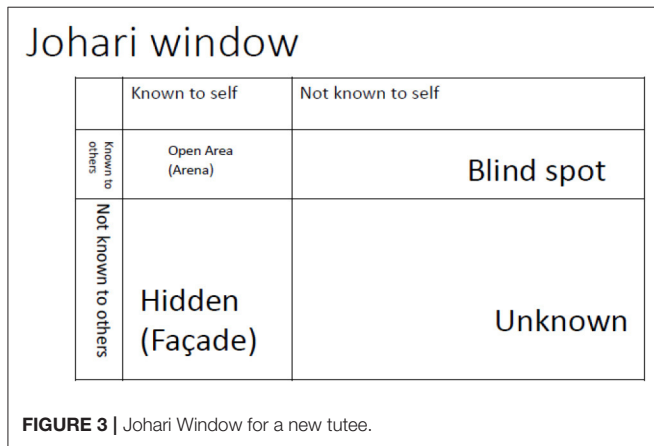 Johari window
Known to self
Not known to self
Known to
others
Open Area
(Arena)
Blind spot
Not known to others
Hidden
(Façade)
Unknown
FIGURE 3 | Johari Window for a new tutee.